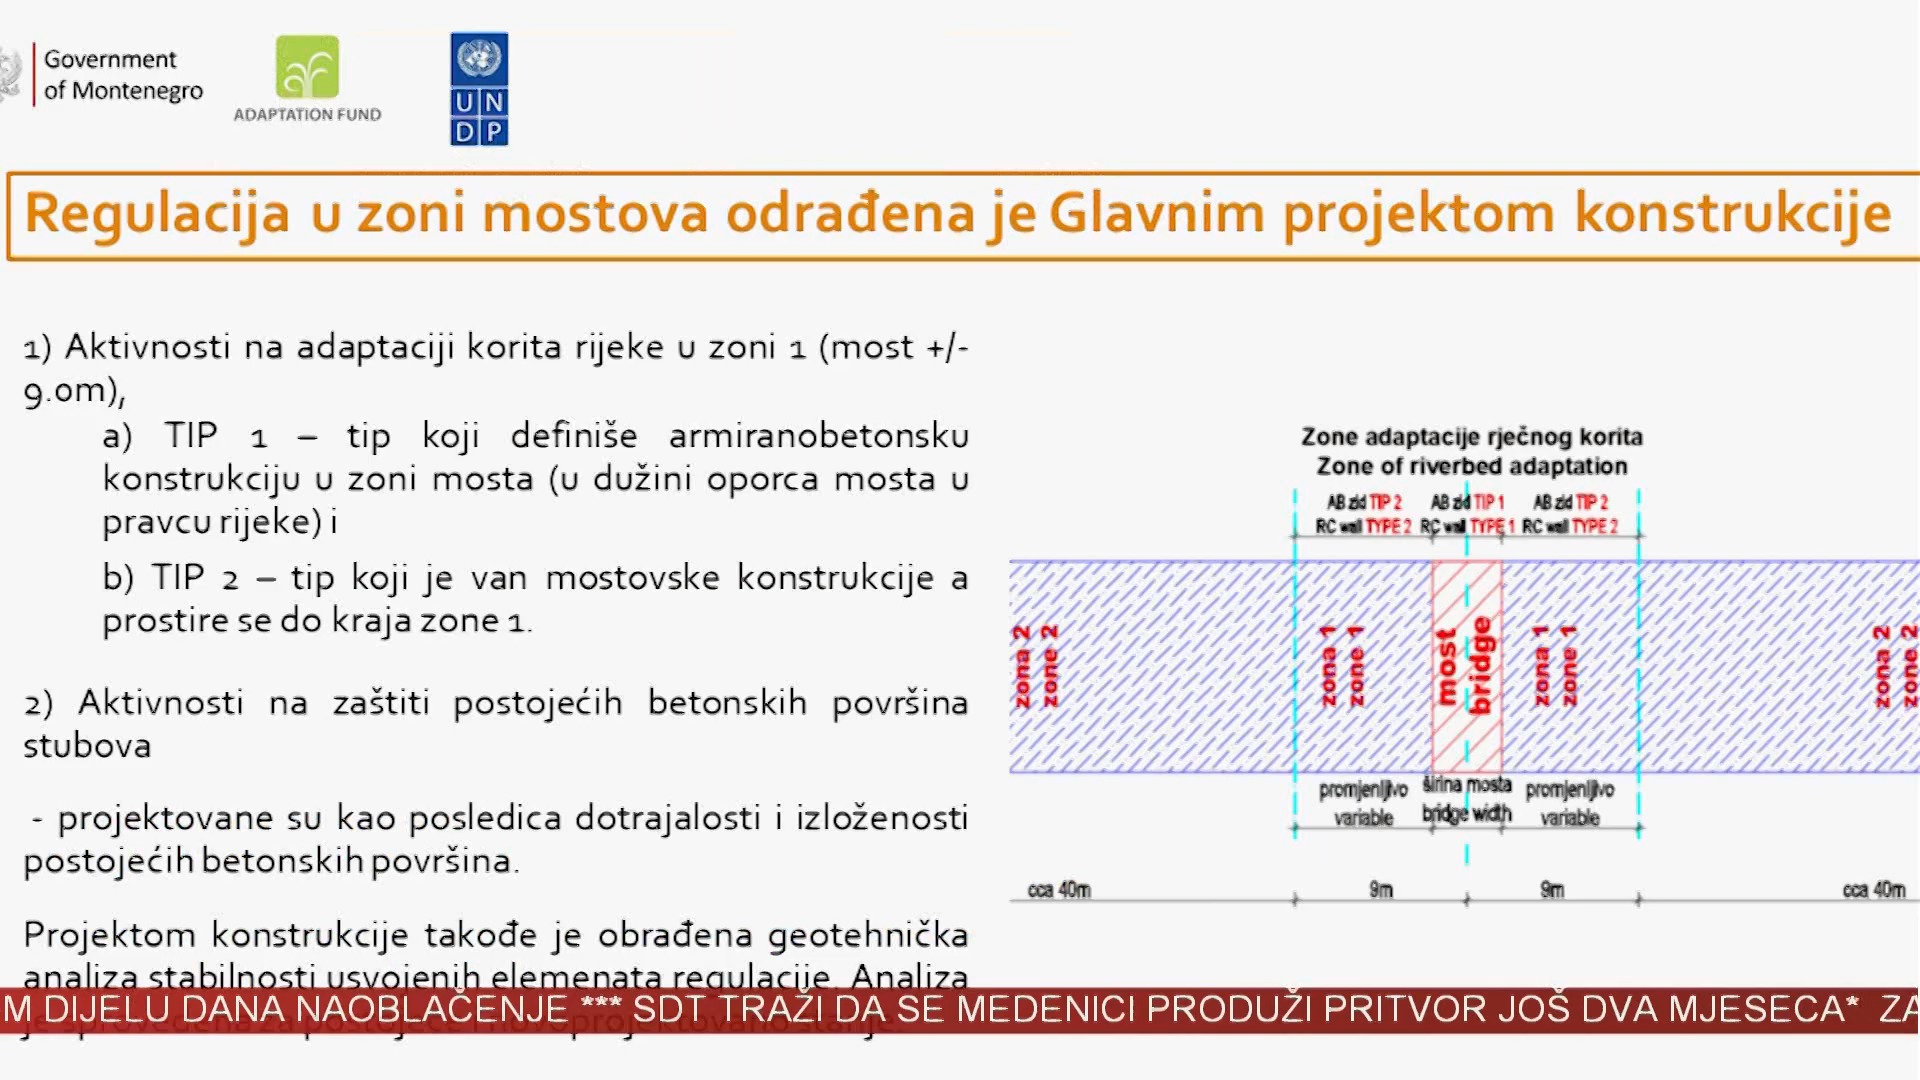 Government
of Montenegro
ADAPTATION FUND
UN
DP
Regulacija u zoni mostova odrađena je Glavnim projektom konstrukcije
1) Aktivnosti na adaptaciji korita rijeke u zoni 1 (most +/-
9.0m),
a) TIP 1 – tip koji definiše armiranobetonsku
konstrukciju u zoni mosta (u dužini oporca mosta u
pravcu rijeke) i
b) TIP 2 – tip koji je van mostovske konstrukcije a
prostire se do kraja zone 1.
2) Aktivnosti na zaštiti postojećih betonskih površina
stubova
- projektovane su kao posledica dotrajalosti i izloženosti
postojećih betonskih površina.
Projektom konstrukcije takođe je obrađena geotehnička
analiza stabilnosti usvojenih elemenata regulacije. Analiza
Zone adaptacije rječnog korita
Zone of riverbed adaptation
AB zid TIP 2 AB zid TIP 1 AB zid TIP 2
RC wall TYPE 2 RC wall TYPE 1 RC wall TYPE 2
zona 2
zone 2
zona 1
zone 1
most
bridge
zona 1
zone 1
zona 2
zone 2
promjenljivo širina mosta promjenljivo
variable bridge width variable
cca 40m 9m 9m cca 40m
M DIJELU DANA NAOBLAČENJE *** SDT TRAŽI DA SE MEDENICI PRODUŽI PRITVOR JOŠ DVA MJESECA* ZA